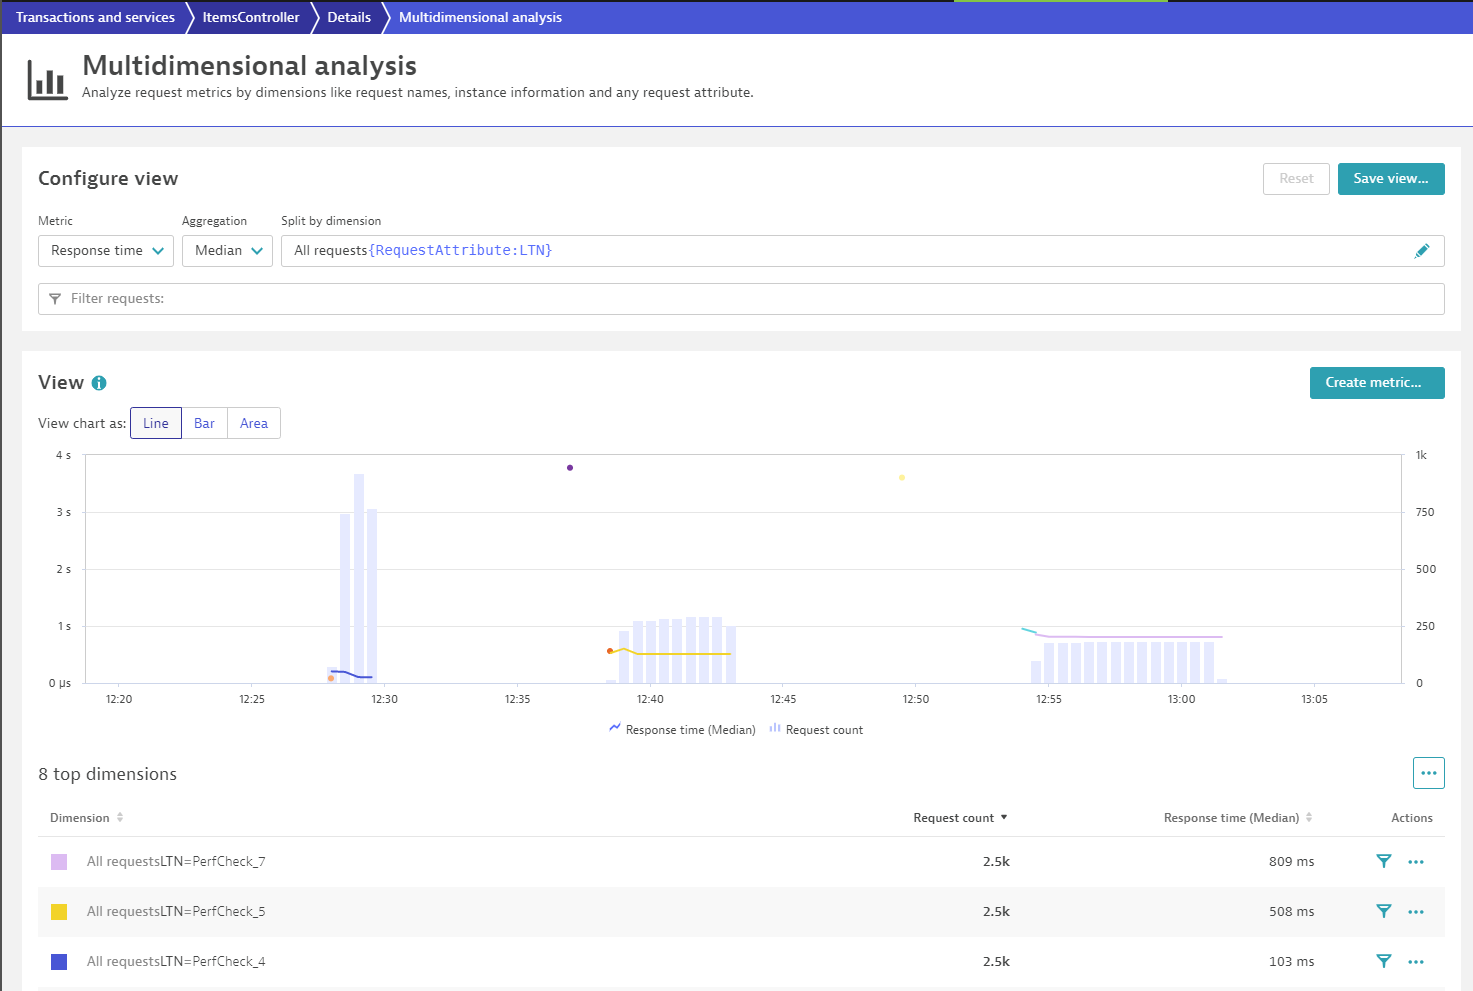 Transactions and services ItemsController Details Multidimensional analysis
Multidimensional analysis
Analyze request metrics by dimensions like request names, instance information and any request attribute.
Configure view
Reset Save view...
Metric Aggregation Split by dimension
Response time Median All requests{RequestAttribute:LTN}
Filter requests:
View i
Create metric...
View chart as: Line Bar Area
4 s 1k
3 s 750
2 s 500
1 s 250
0 µs 0
12:20 12:25 12:30 12:35 12:40 12:45 12:50 12:55 13:00 13:05
Response time (Median) Request count
8 top dimensions
Dimension Request count Response time (Median) Actions
All requestsLTN=PerfCheck_7 2.5k 809 ms
All requestsLTN=PerfCheck_5 2.5k 508 ms
All requestsLTN=PerfCheck_4 2.5k 103 ms